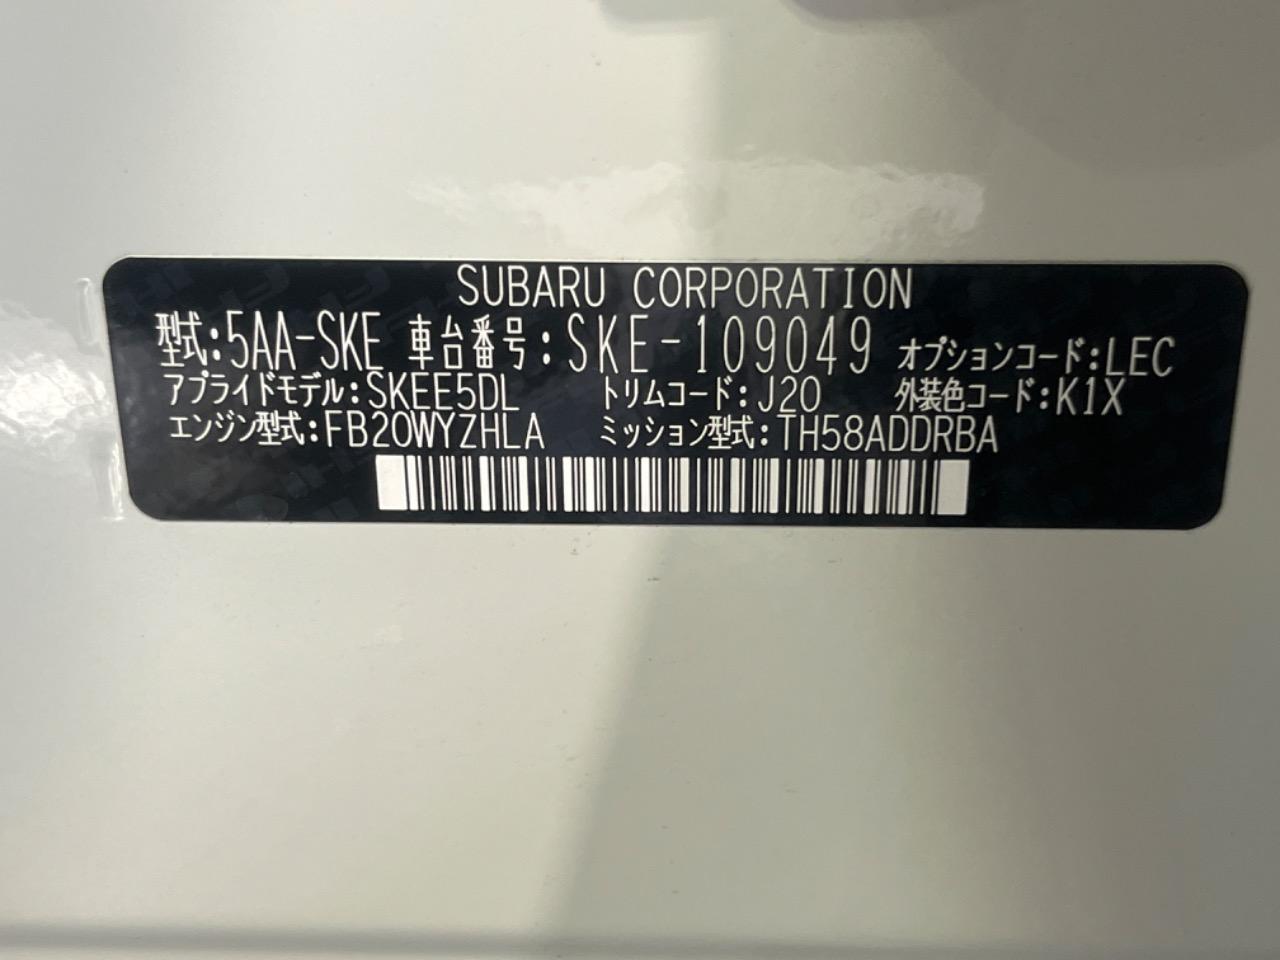 SUBARU CORPORATION
型式:5AA-SKE 車台番号:SKE-109049 オプションコード:LEC
アプライドモデル:SKEE5DL トリムコード:J20 外装色コード:K1X
エンジン型式:FB20WYZHLA ミッション型式:TH58ADDRBA